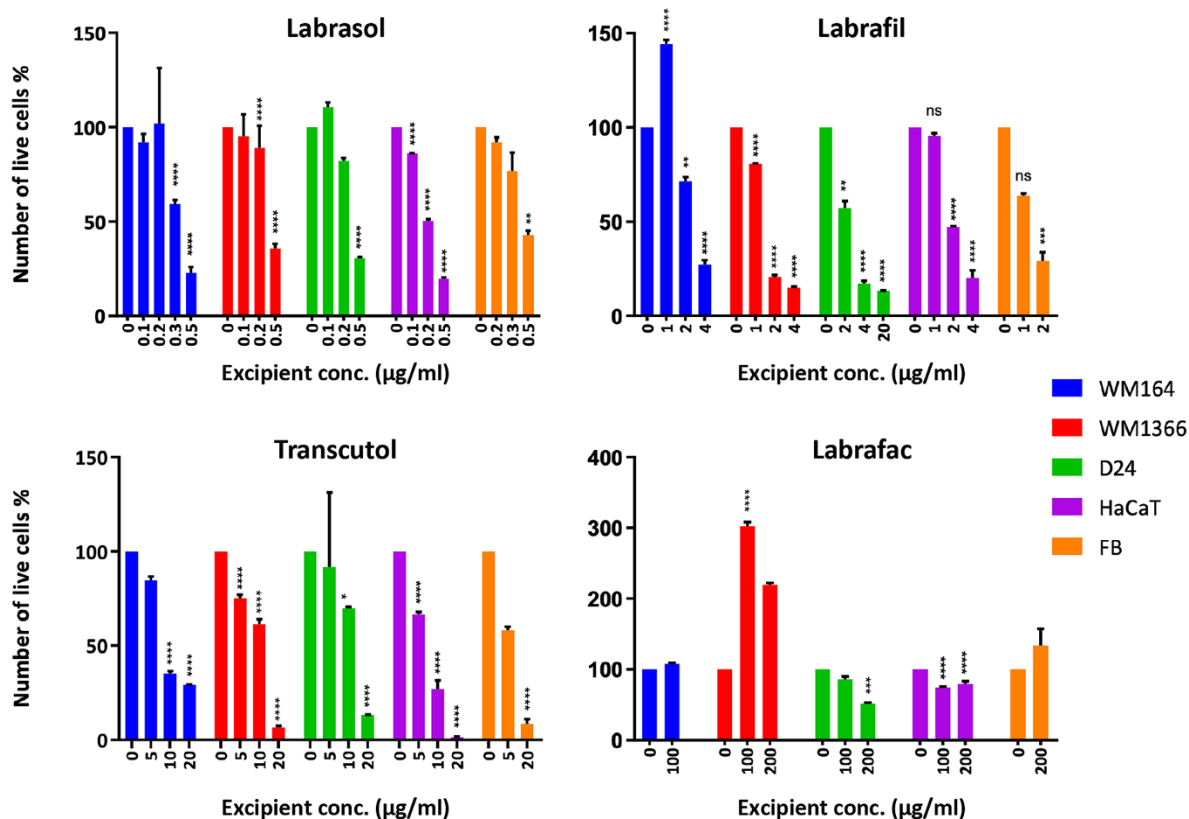 Labrasol
Number of live cells %
150
100
50
0
****
****
****
****
****
****
****
****
**
0 0.1 0.2 0.3 0.5 0 0.1 0.2 0.5 0 0.1 0.2 0.5 0 0.1 0.2 0.5 0 0.2 0.3 0.5
Excipient conc. (µg/ml)
Labrafil
150
100
50
0
****
**
****
****
****
****
**
****
****
ns
****
****
ns
***
0 1 2 4 0 1 2 4 0 2 4 20 0 1 2 4 0 1 2
Excipient conc. (µg/ml)
WM164
WM1366
D24
HaCaT
FB
Transcutol
Number of live cells %
150
100
50
0
****
****
****
****
****
*
****
****
****
****
****
0 5 10 20 0 5 10 20 0 5 10 20 0 5 10 20 0 5 20
Excipient conc. (µg/ml)
Labrafac
400
300
200
100
0
****
***
****
****
0 100 0 100 200 0 100 200 0 100 200 0 200
Excipient conc. (µg/ml)